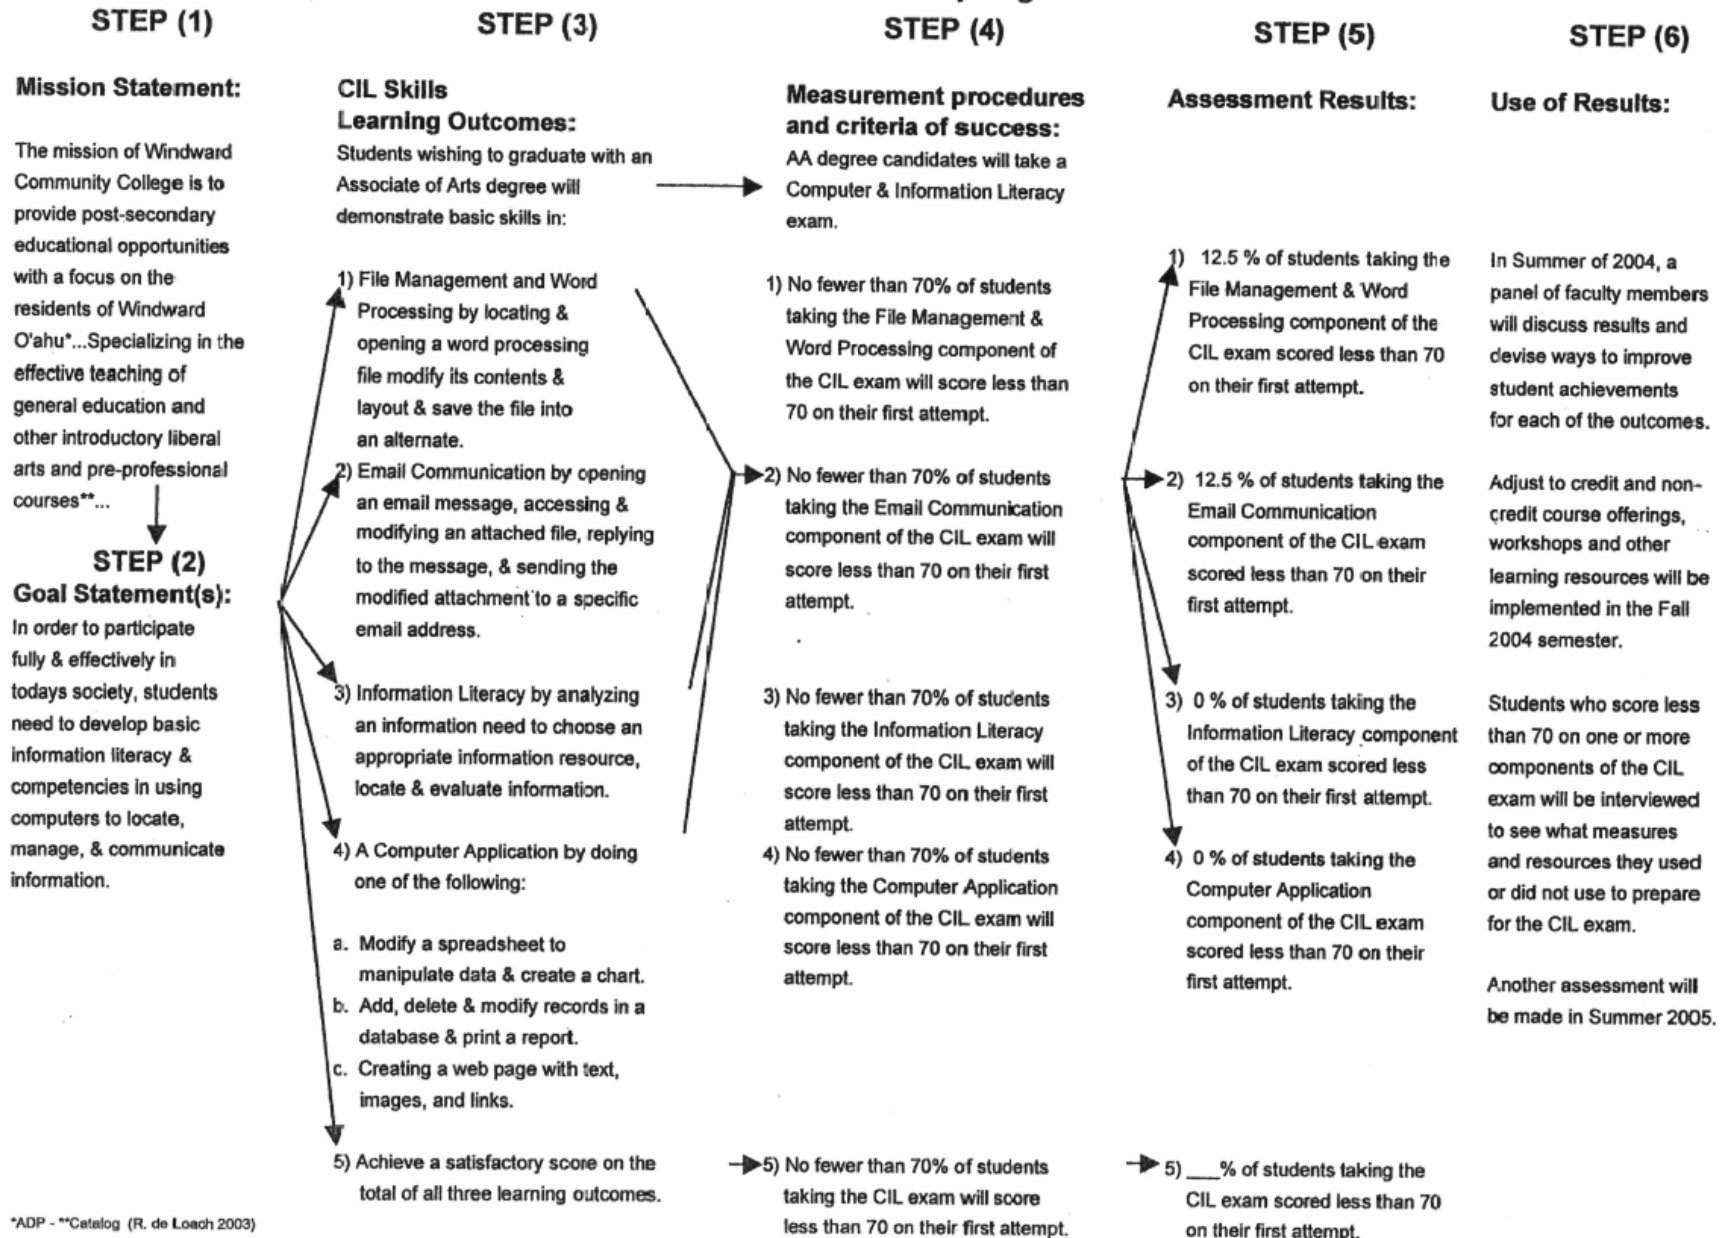 STEP (1)
Mission Statement:
The mission of Windward
Community College is to
provide post-secondary
educational opportunities
with a focus on the
residents of Windward
O'ahu*...Specializing in the
effective teaching of
general education and
other introductory liberal
arts and pre-professional
courses**...
STEP (2)
Goal Statement(s):
In order to participate
fully & effectively in
todays society, students
need to develop basic
information literacy &
competencies in using
computers to locate,
manage, & communicate
information.
*ADP - **Catalog (R. de Loach 2003)
STEP (3)
CIL Skills
Learning Outcomes:
Students wishing to graduate with an
Associate of Arts degree will
demonstrate basic skills in:
1) File Management and Word
Processing by locating &
opening a word processing
file modify its contents &
layout & save the file into
an alternate.
2) Email Communication by opening
an email message, accessing &
modifying an attached file, replying
to the message, & sending the
modified attachment to a specific
email address.
3) Information Literacy by analyzing
an information need to choose an
appropriate information resource,
locate & evaluate information.
4) A Computer Application by doing
one of the following:
a. Modify a spreadsheet to
manipulate data & create a chart.
b. Add, delete & modify records in a
database & print a report.
c. Creating a web page with text,
images, and links.
5) Achieve a satisfactory score on the
total of all three learning outcomes.
STEP (4)
Measurement procedures
and criteria of success:
AA degree candidates will take a
Computer & Information Literacy
exam.
1) No fewer than 70% of students
taking the File Management &
Word Processing component of
the CIL exam will score less than
70 on their first attempt.
2) No fewer than 70% of students
taking the Email Communication
component of the CIL exam will
score less than 70 on their first
attempt.
3) No fewer than 70% of students
taking the Information Literacy
component of the CIL exam will
score less than 70 on their first
attempt.
4) No fewer than 70% of students
taking the Computer Application
component of the CIL exam will
score less than 70 on their first
attempt.
5) No fewer than 70% of students
taking the CIL exam will score
less than 70 on their first attempt.
STEP (5)
Assessment Results:
1) 12.5 % of students taking the
File Management & Word
Processing component of the
CIL exam scored less than 70
on their first attempt.
2) 12.5 % of students taking the
Email Communication
component of the CIL exam
scored less than 70 on their
first attempt.
3) 0 % of students taking the
Information Literacy component
of the CIL exam scored less
than 70 on their first attempt.
4) 0 % of students taking the
Computer Application
component of the CIL exam
scored less than 70 on their
first attempt.
5) ___% of students taking the
CIL exam scored less than 70
on their first attempt.
STEP (6)
Use of Results:
In Summer of 2004, a
panel of faculty members
will discuss results and
devise ways to improve
student achievements
for each of the outcomes.
Adjust to credit and non-
credit course offerings,
workshops and other
learning resources will be
implemented in the Fall
2004 semester.
Students who score less
than 70 on one or more
components of the CIL
exam will be interviewed
to see what measures
and resources they used
or did not use to prepare
for the CIL exam.
Another assessment will
be made in Summer 2005.